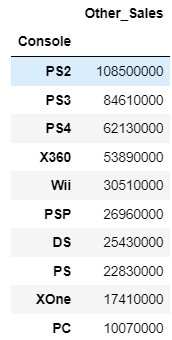 Other_Sales
Console
PS2 108500000
PS3 84610000
PS4 62130000
X360 53890000
Wii 30510000
PSP 26960000
DS 25430000
PS 22830000
XOne 17410000
PC 10070000